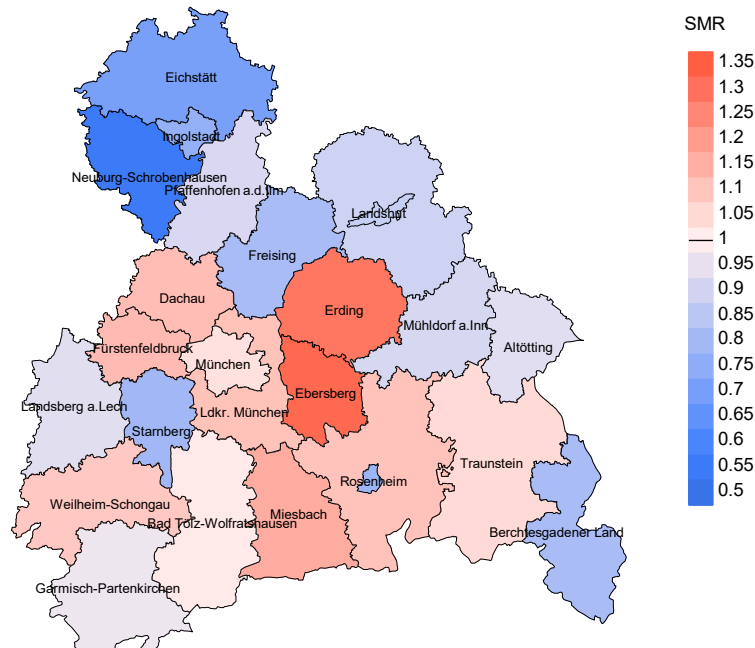 SMR
1.35
1.3
1.25
1.2
1.15
1.1
1.05
1
0.95
0.9
0.85
0.8
0.75
0.7
0.65
0.6
0.55
0.5
Eichstätt
Ingolstadt
Neuburg-Schrobenhausen
Pfaffenhofen a.d.Ilm
Landshut
Freising
Dachau
Erding
Mühldorf a.Inn
Fürstenfeldbruck
Altötting
München
Ebersberg
Landsberg a.Lech
Ldkr. München
Starnberg
Traunstein
Rosenheim
Weilheim-Schongau
Miesbach
Bad Tölz-Wolfratshausen
Berchtesgadener Land
Garmisch-Partenkirchen